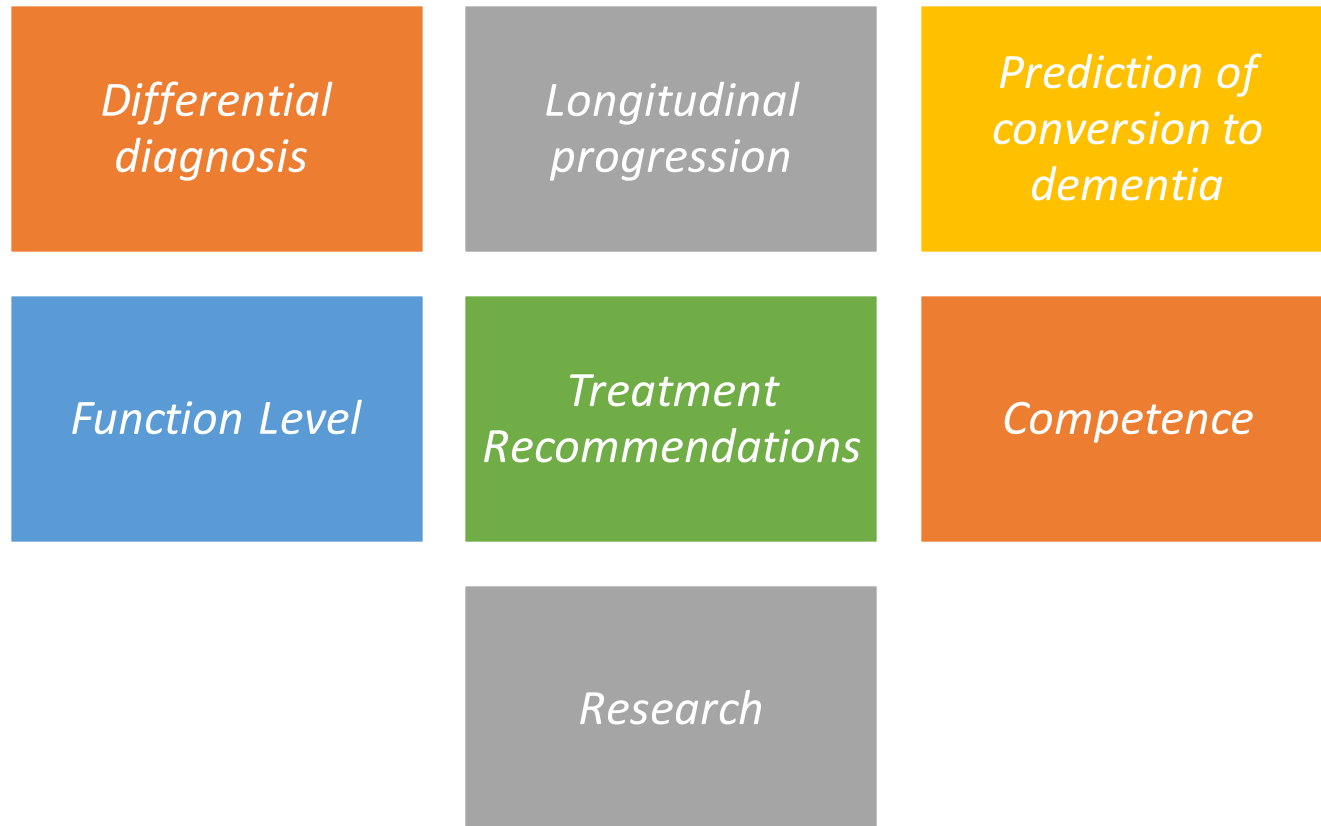 Differential
diagnosis
Longitudinal
progression
Prediction of
conversion to
dementia
Function Level
Treatment
Recommendations
Competence
Research